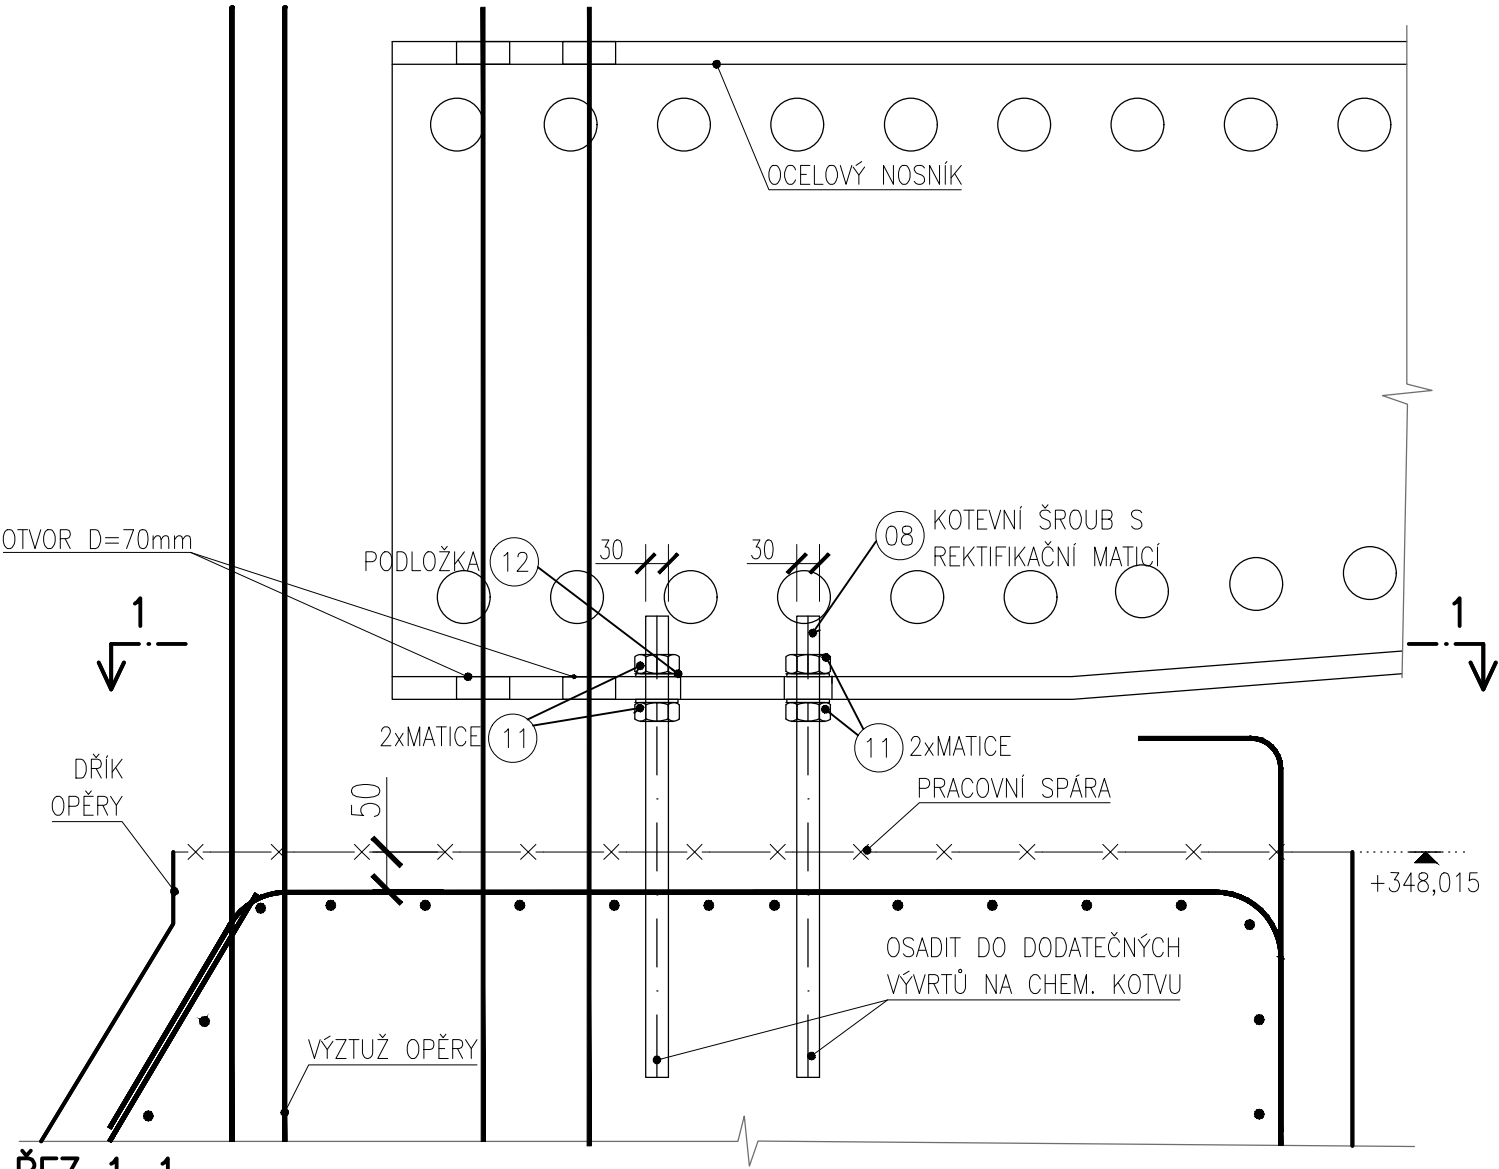 OCELOVÝ NOSNÍK
OTVOR D=70mm
PODLOŽKA 12
30
30
08
KOTEVNÍ ŠROUB S
REKTIFIKAČNÍ MATICÍ
1
1
2xMATICE 11
11 2xMATICE
DŘÍK
OPĚRY
50
PRACOVNÍ SPÁRA
+348,015
OSADIT DO DODATEČNÝCH
VÝVRTŮ NA CHEM. KOTVU
VÝZTUŽ OPĚRY
ŘEZ 1-1